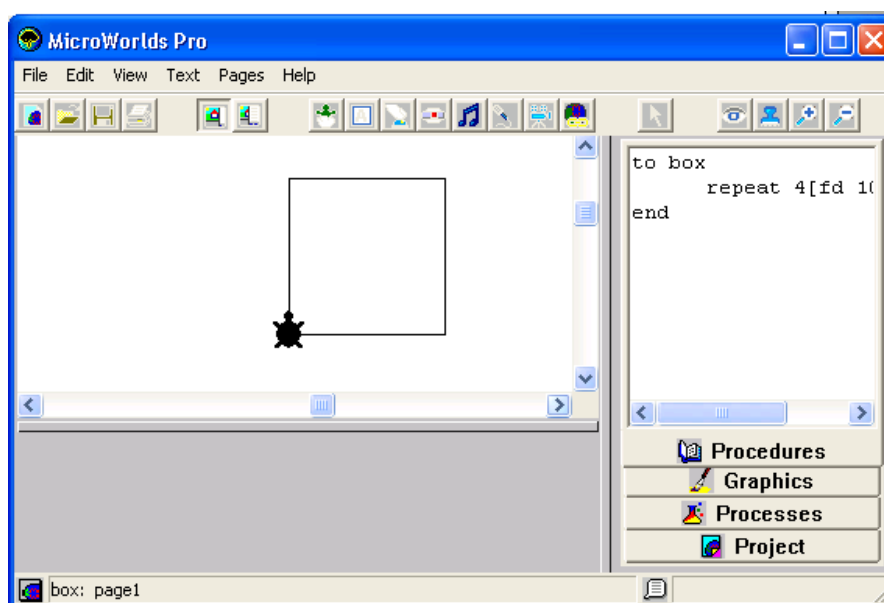 MicroWorlds Pro
File Edit View Text Pages Help
to box
repeat 4[fd 10
end
Procedures
Graphics
Processes
Project
box: page1